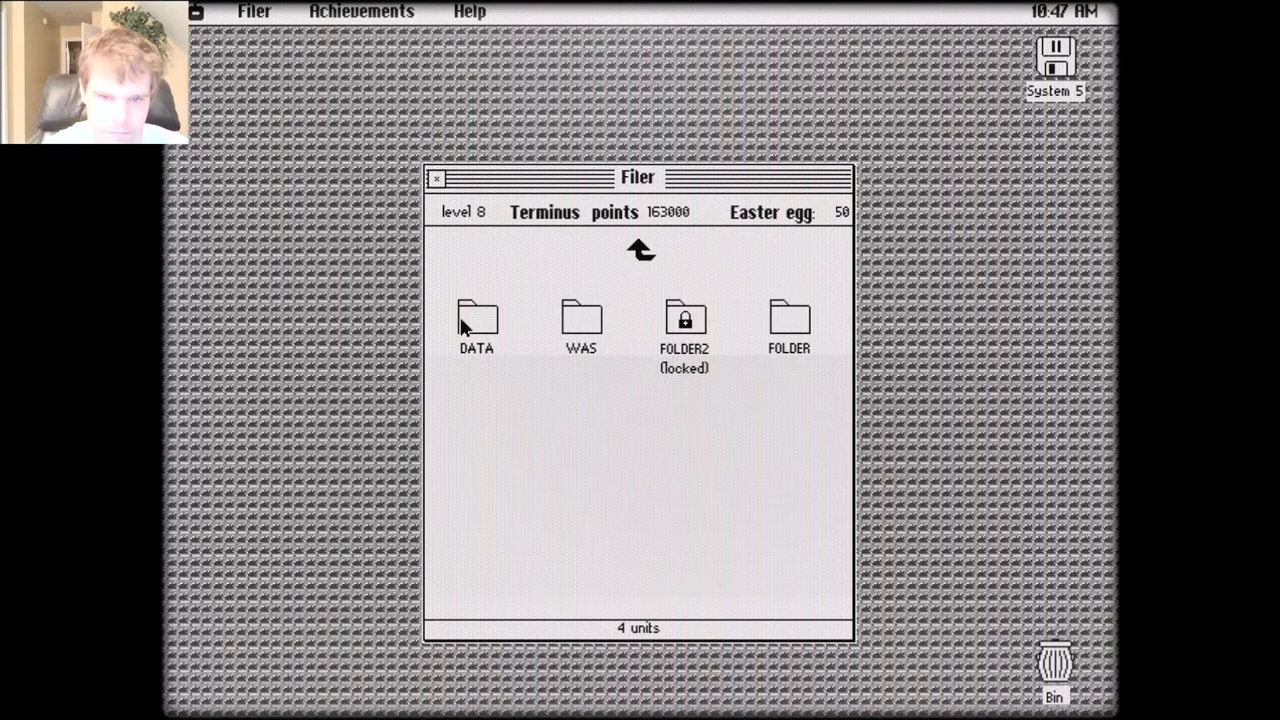 Filer Achievements Help 10:47 AM
System 5
Filer
level 8 Terminus points 163000 Easter egg: 50
DATA WAS FOLDER2 FOLDER
(locked)
4 units
Bin